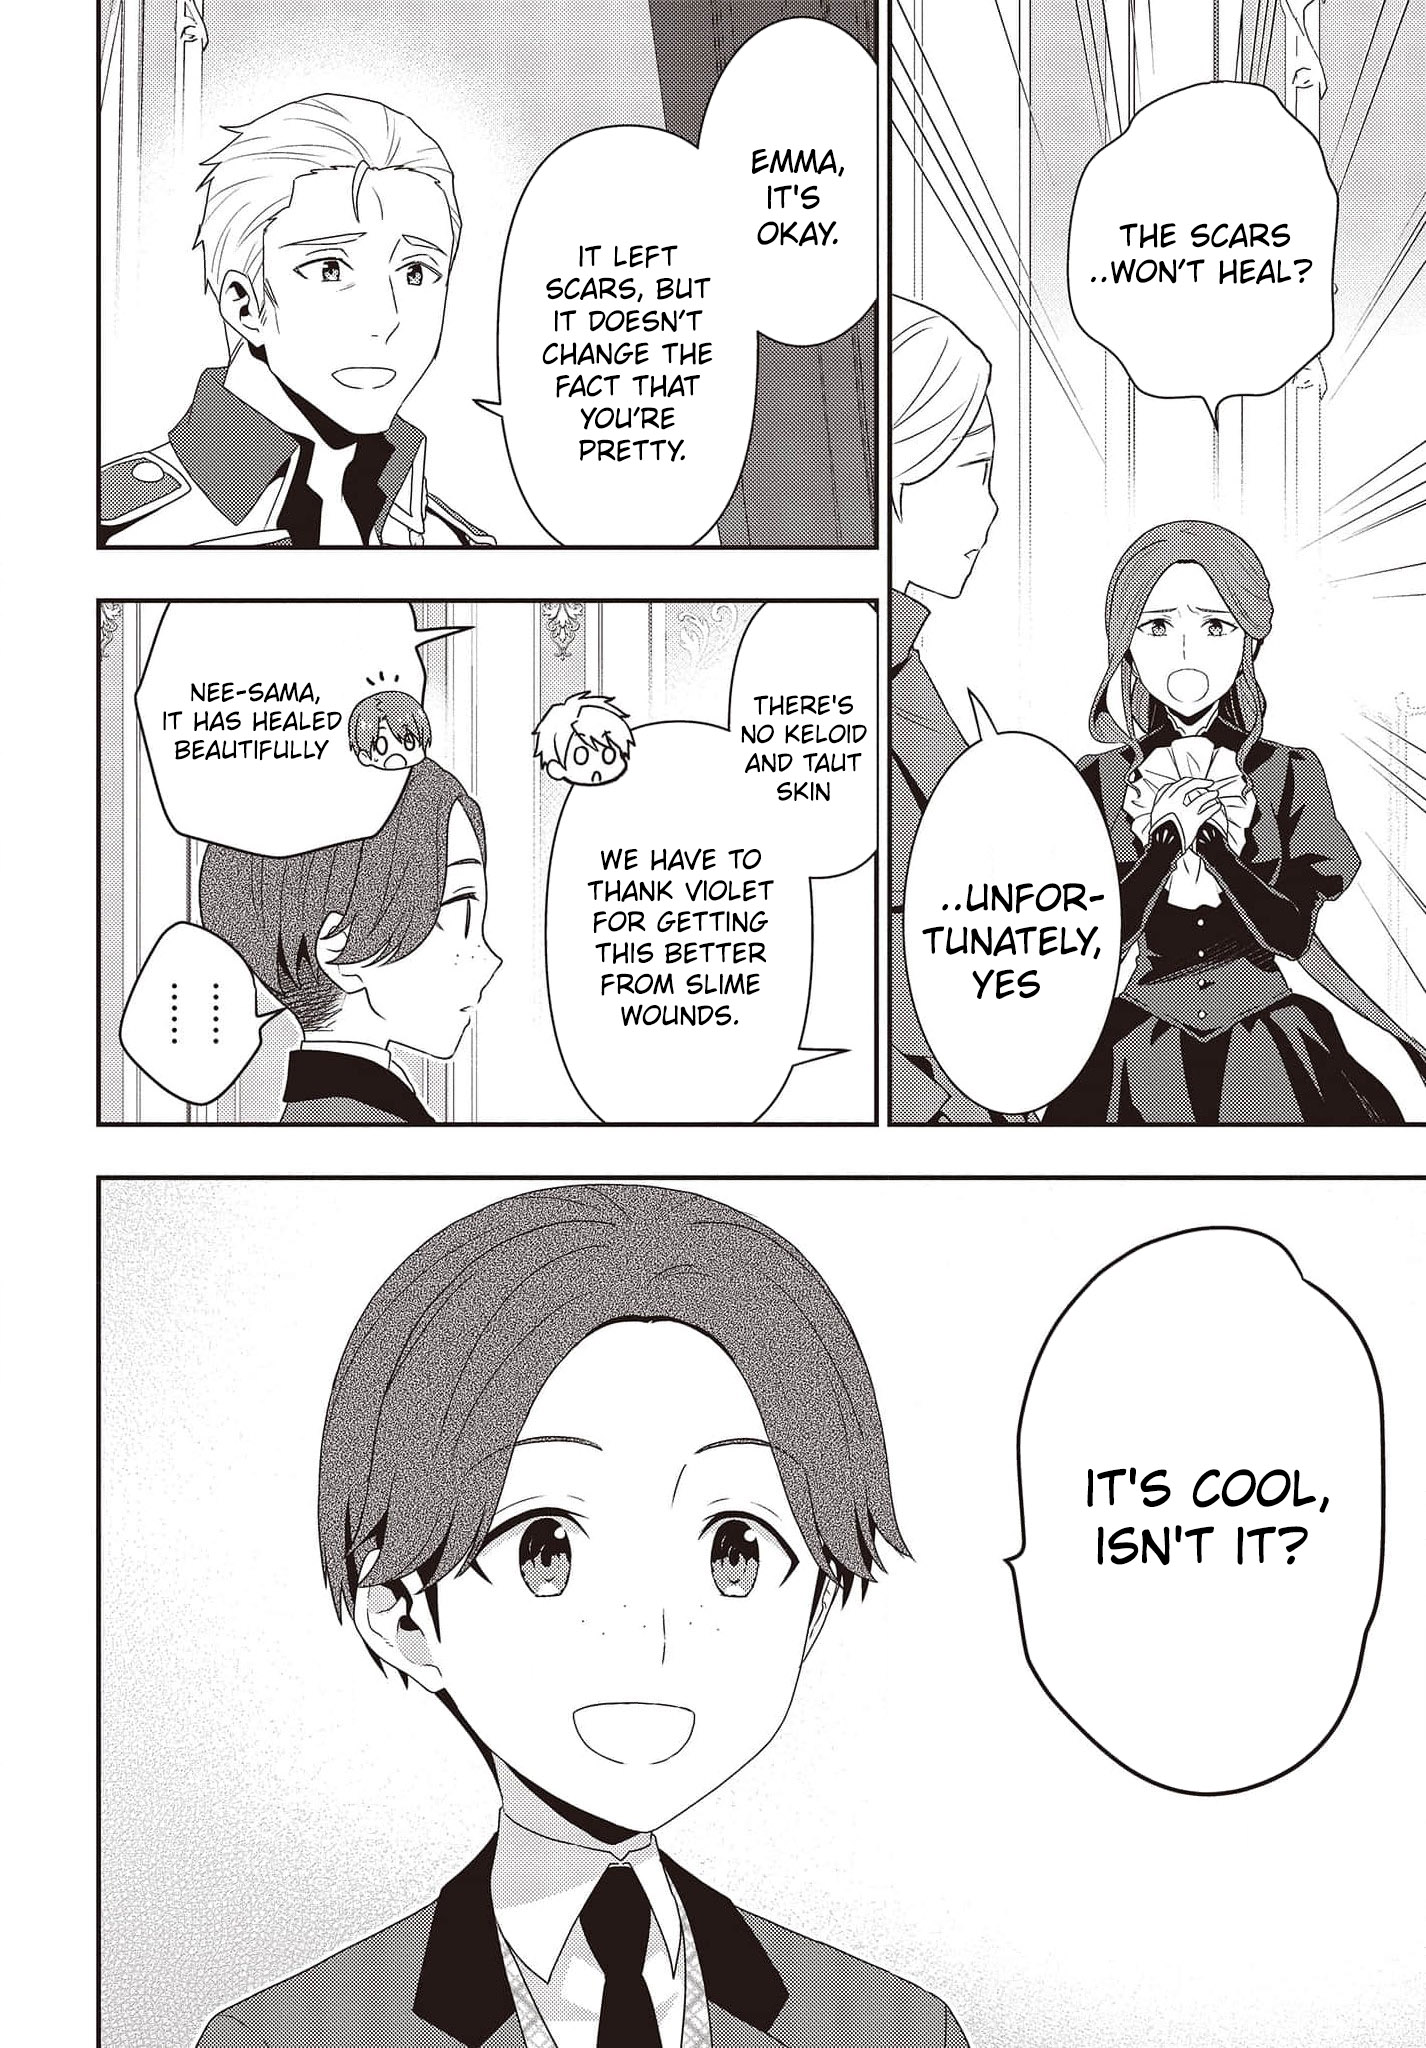 THE SCARS
..WON'T HEAL?
..UNFOR-
TUNATELY,
YES
EMMA,
IT'S
OKAY.
IT LEFT
SCARS, BUT
IT DOESN'T
CHANGE THE
FACT THAT
YOU'RE
PRETTY.
THERE'S
NO KELOID
AND TAUT
SKIN
WE HAVE TO
THANK VIOLET
FOR GETTING
THIS BETTER
FROM SLIME
WOUNDS.
NEE-SAMA,
IT HAS HEALED
BEAUTIFULLY
......
......
IT'S COOL,
ISN'T IT?